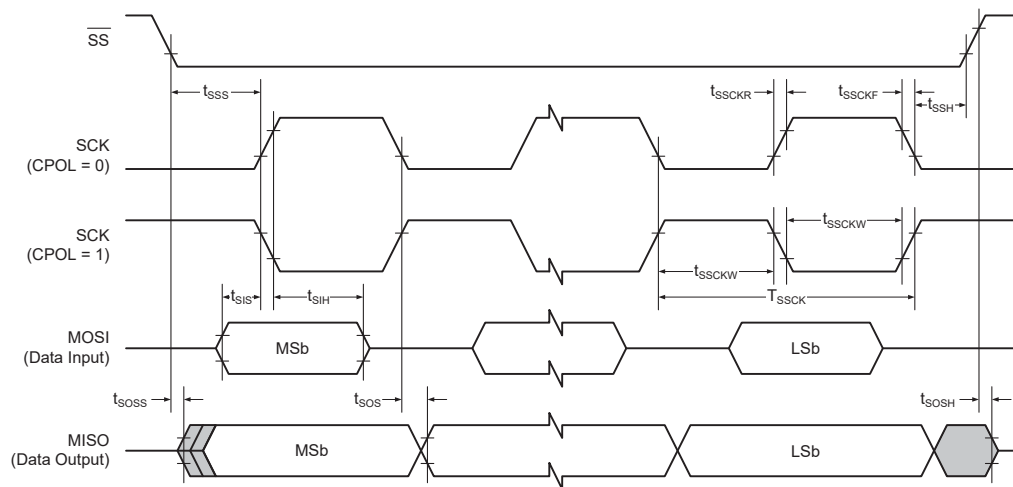 SS
tSSS
tSSCKR
tSSCKF
tSSH
SCK
(CPOL = 0)
SCK
(CPOL = 1)
tSSCKW
tSSCKW
TSSCK
tSIS
tSIH
MOSI
(Data Input)
MSb
LSb
tSOSS
tSOS
tSOSH
MISO
(Data Output)
MSb
LSb